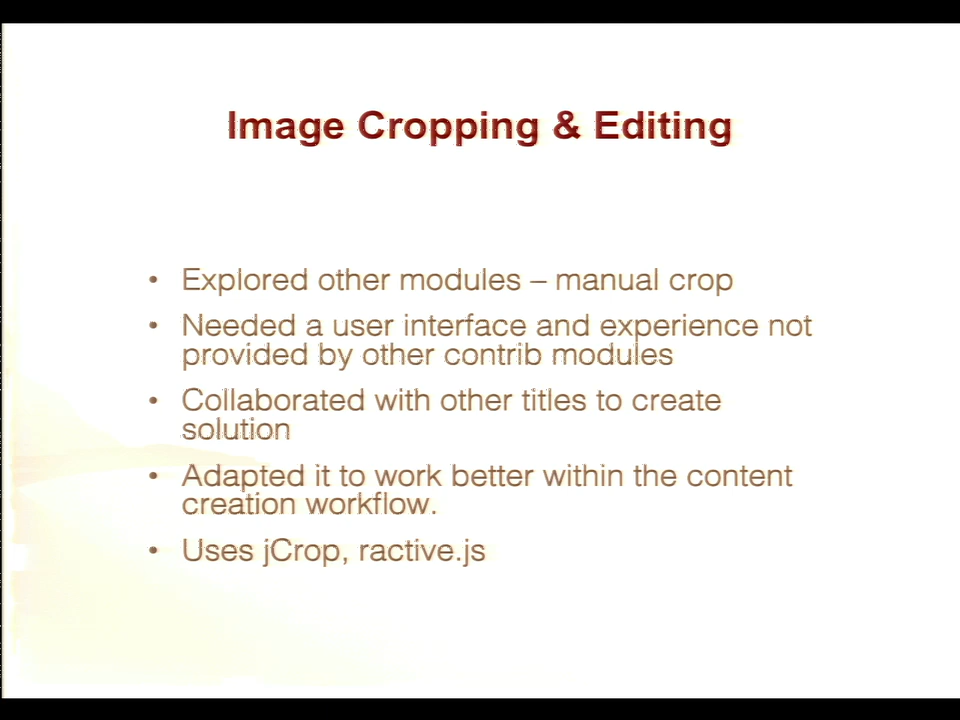 Image Cropping & Editing
• Explored other modules – manual crop
• Needed a user interface and experience not
provided by other contrib modules
• Collaborated with other titles to create
solution
• Adapted it to work better within the content
creation workflow.
• Uses jCrop, ractive.js